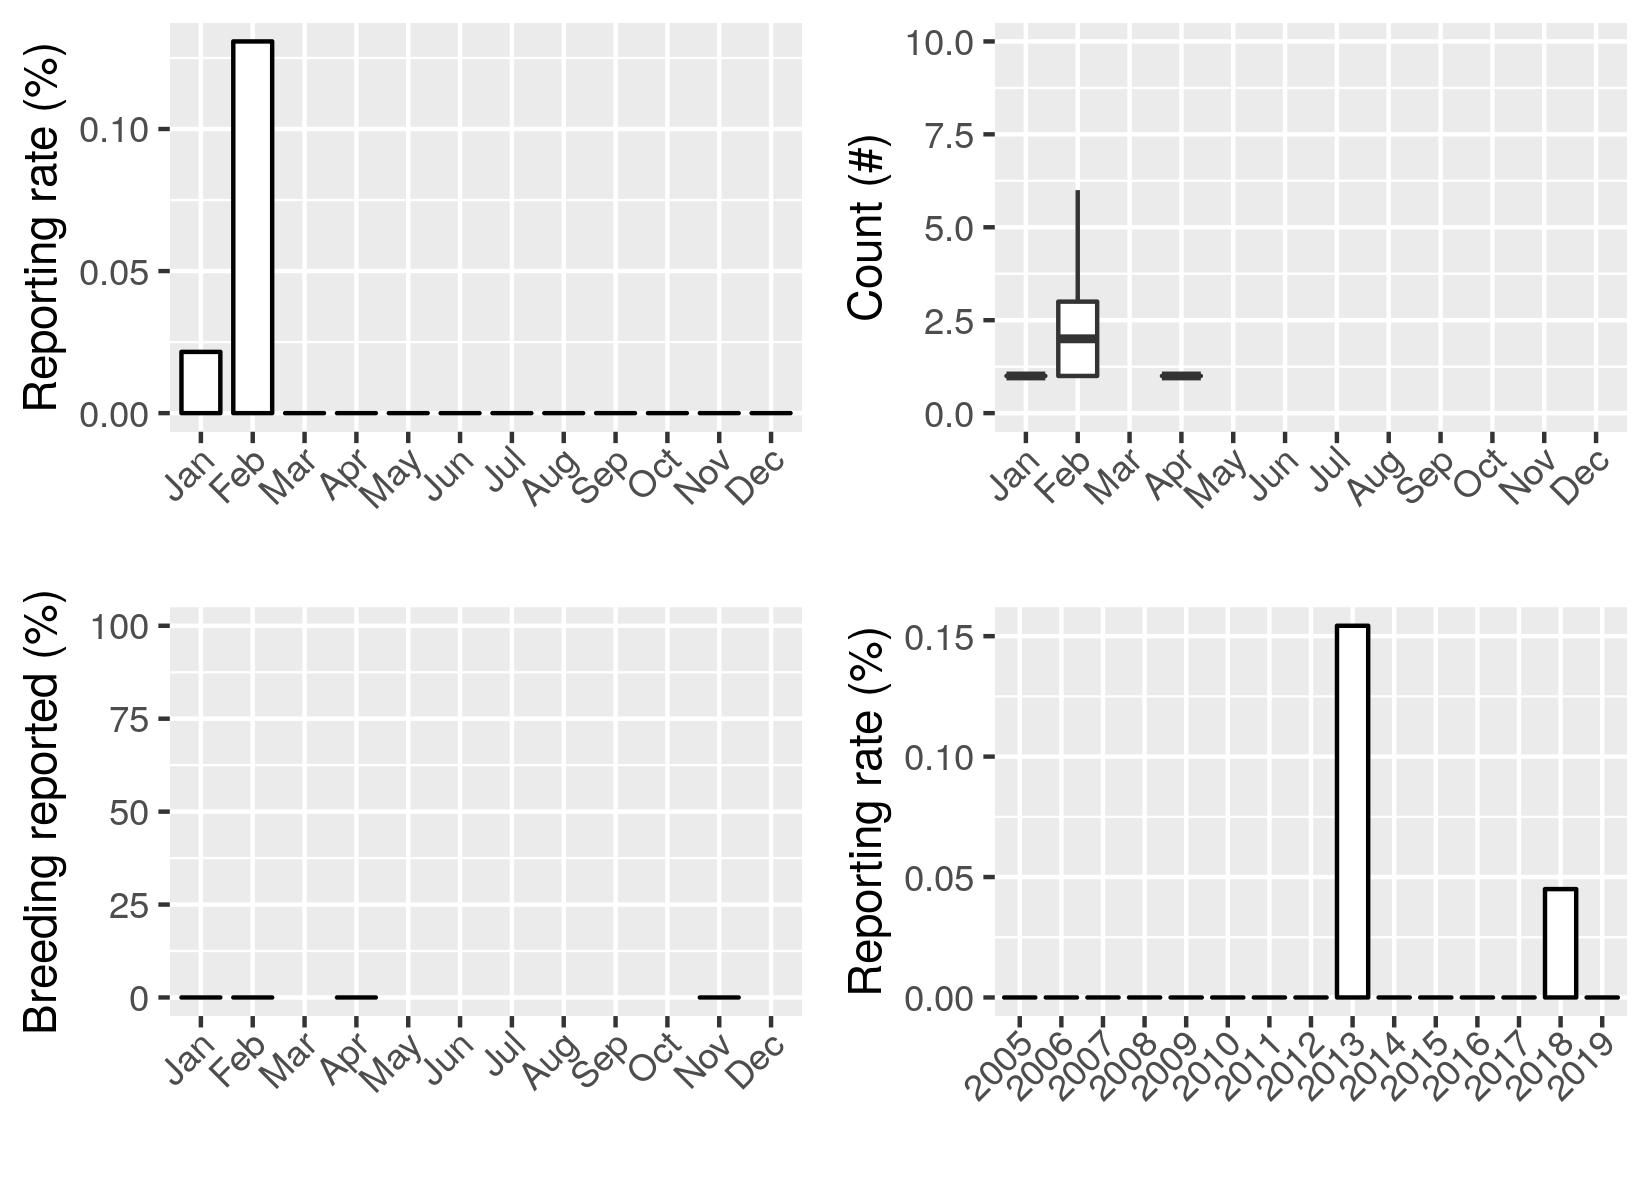 Reporting rate (%)
0.10
0.05
0.00
Jan Feb Mar Apr May Jun Jul Aug Sep Oct Nov Dec
Count (#)
10.0
7.5
5.0
2.5
0.0
Jan Feb Mar Apr May Jun Jul Aug Sep Oct Nov Dec
Breeding reported (%)
100
75
50
25
0
Jan Feb Mar Apr May Jun Jul Aug Sep Oct Nov Dec
Reporting rate (%)
0.15
0.10
0.05
0.00
2005 2006 2007 2008 2009 2010 2011 2012 2013 2014 2015 2016 2017 2018 2019